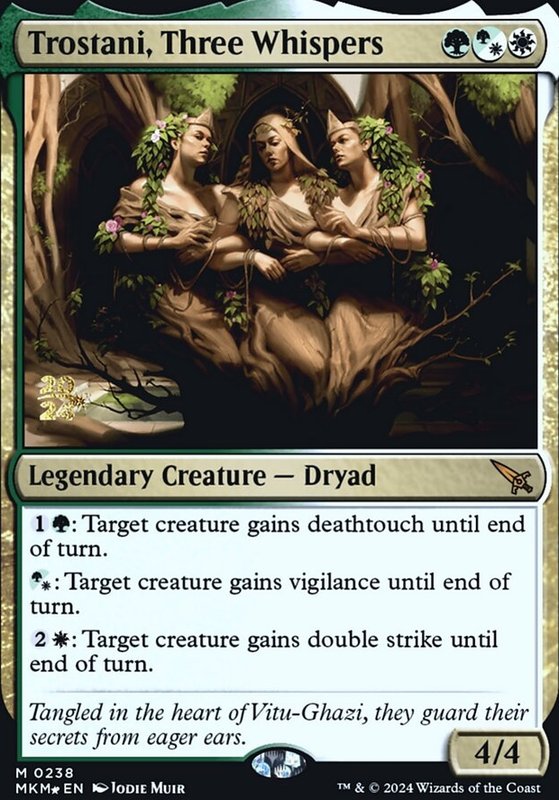 Trostani, Three Whispers
2024
Legendary Creature — Dryad
1 : Target creature gains deathtouch until end
of turn.
: Target creature gains vigilance until end of
turn.
2 : Target creature gains double strike until
end of turn.
Tangled in the heart of Vitu-Ghazi, they guard their
secrets from eager ears.
4/4
M 0238
MKM★EN Jodie Muir
™ & © 2024 Wizards of the Coast